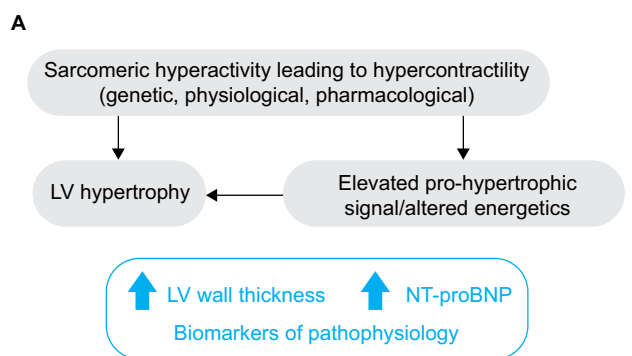 A
Sarcomeric hyperactivity leading to hypercontractility
(genetic, physiological, pharmacological)
LV hypertrophy
Elevated pro-hypertrophic
signal/altered energetics
LV wall thickness
NT-proBNP
Biomarkers of pathophysiology